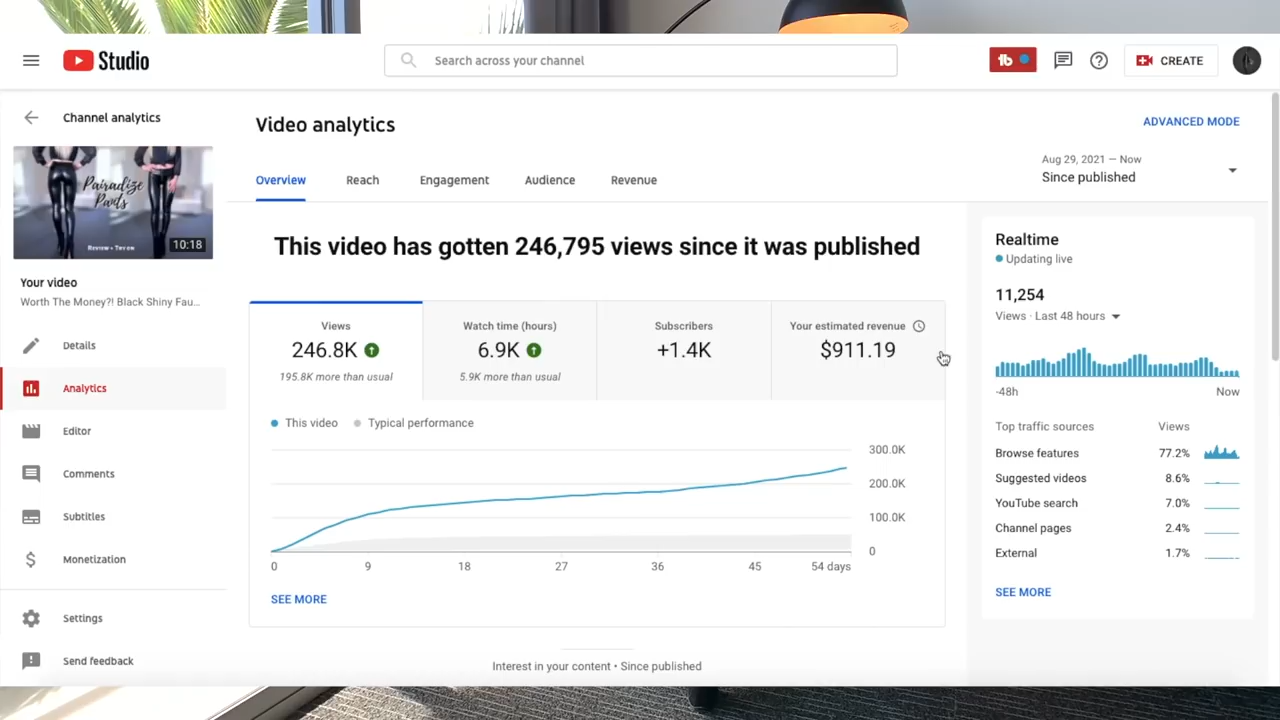 Studio
Search across your channel
CREATE
Channel analytics
Pairadize
Pants
Review + Try on
10:18
Your video
Worth The Money?! Black Shiny Fau...
Details
Analytics
Editor
Comments
Subtitles
Monetization
Settings
Send feedback
Video analytics
ADVANCED MODE
Overview
Reach
Engagement
Audience
Revenue
Aug 29, 2021 — Now
Since published
This video has gotten 246,795 views since it was published
Views
246.8K
195.8K more than usual
Watch time (hours)
6.9K
5.9K more than usual
Subscribers
+1.4K
Your estimated revenue
$911.19
This video
Typical performance
300.0K
200.0K
100.0K
0
0 9 18 27 36 45 54 days
SEE MORE
Interest in your content • Since published
Realtime
Updating live
11,254
Views · Last 48 hours
-48h Now
Top traffic sources Views
Browse features 77.2%
Suggested videos 8.6%
YouTube search 7.0%
Channel pages 2.4%
External 1.7%
SEE MORE